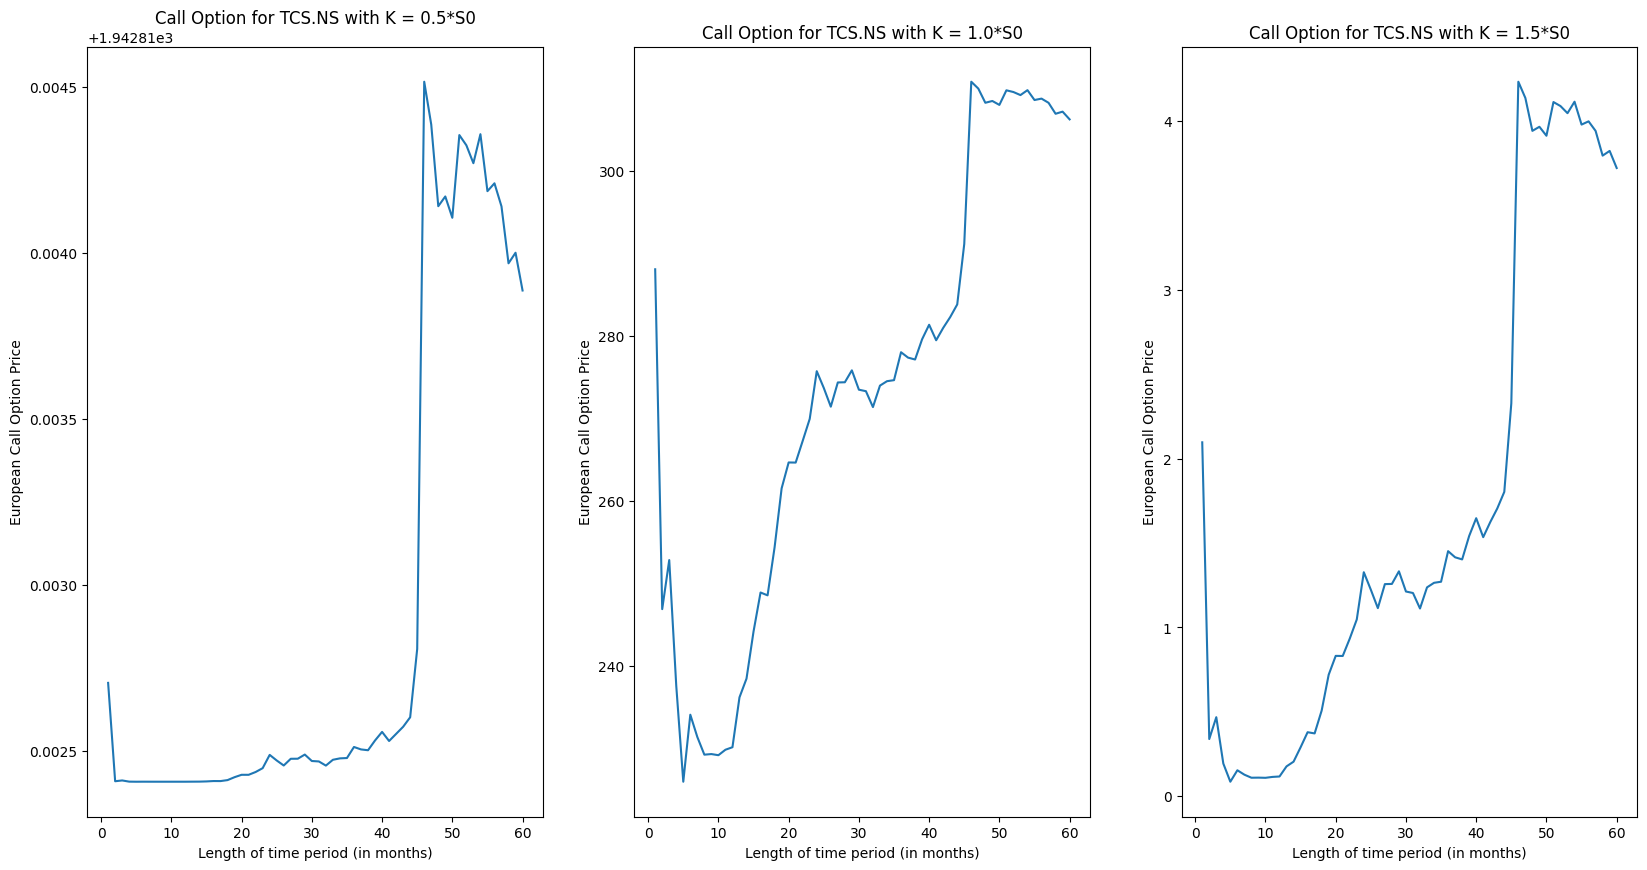 Call Option for TCS.NS with K = 0.5*S0
+1.94281e3
0.0045
0.0040
0.0035
0.0030
0.0025
European Call Option Price
0 10 20 30 40 50 60
Length of time period (in months)
Call Option for TCS.NS with K = 1.0*S0
300
280
260
240
European Call Option Price
0 10 20 30 40 50 60
Length of time period (in months)
Call Option for TCS.NS with K = 1.5*S0
4
3
2
1
0
European Call Option Price
0 10 20 30 40 50 60
Length of time period (in months)